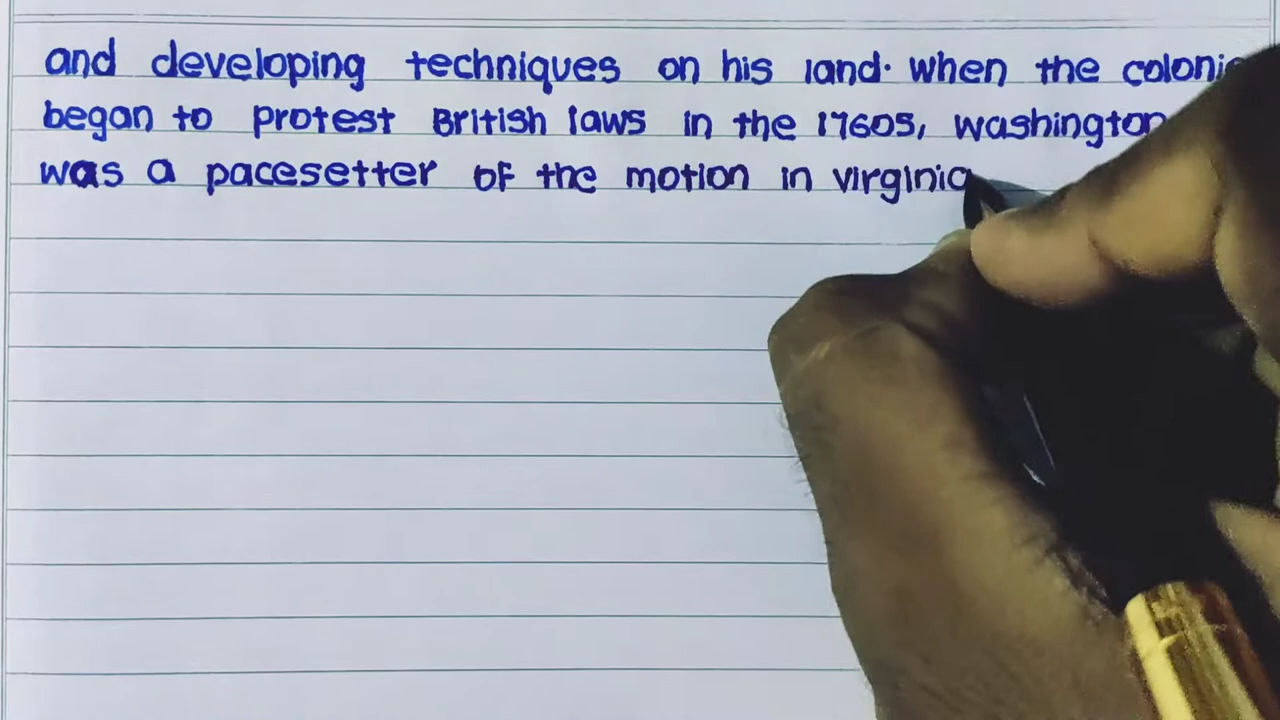 and developing techniques on his land. when the
began to protest British laws in the 1760s, washington
was a pacesetter of the motion in virginia